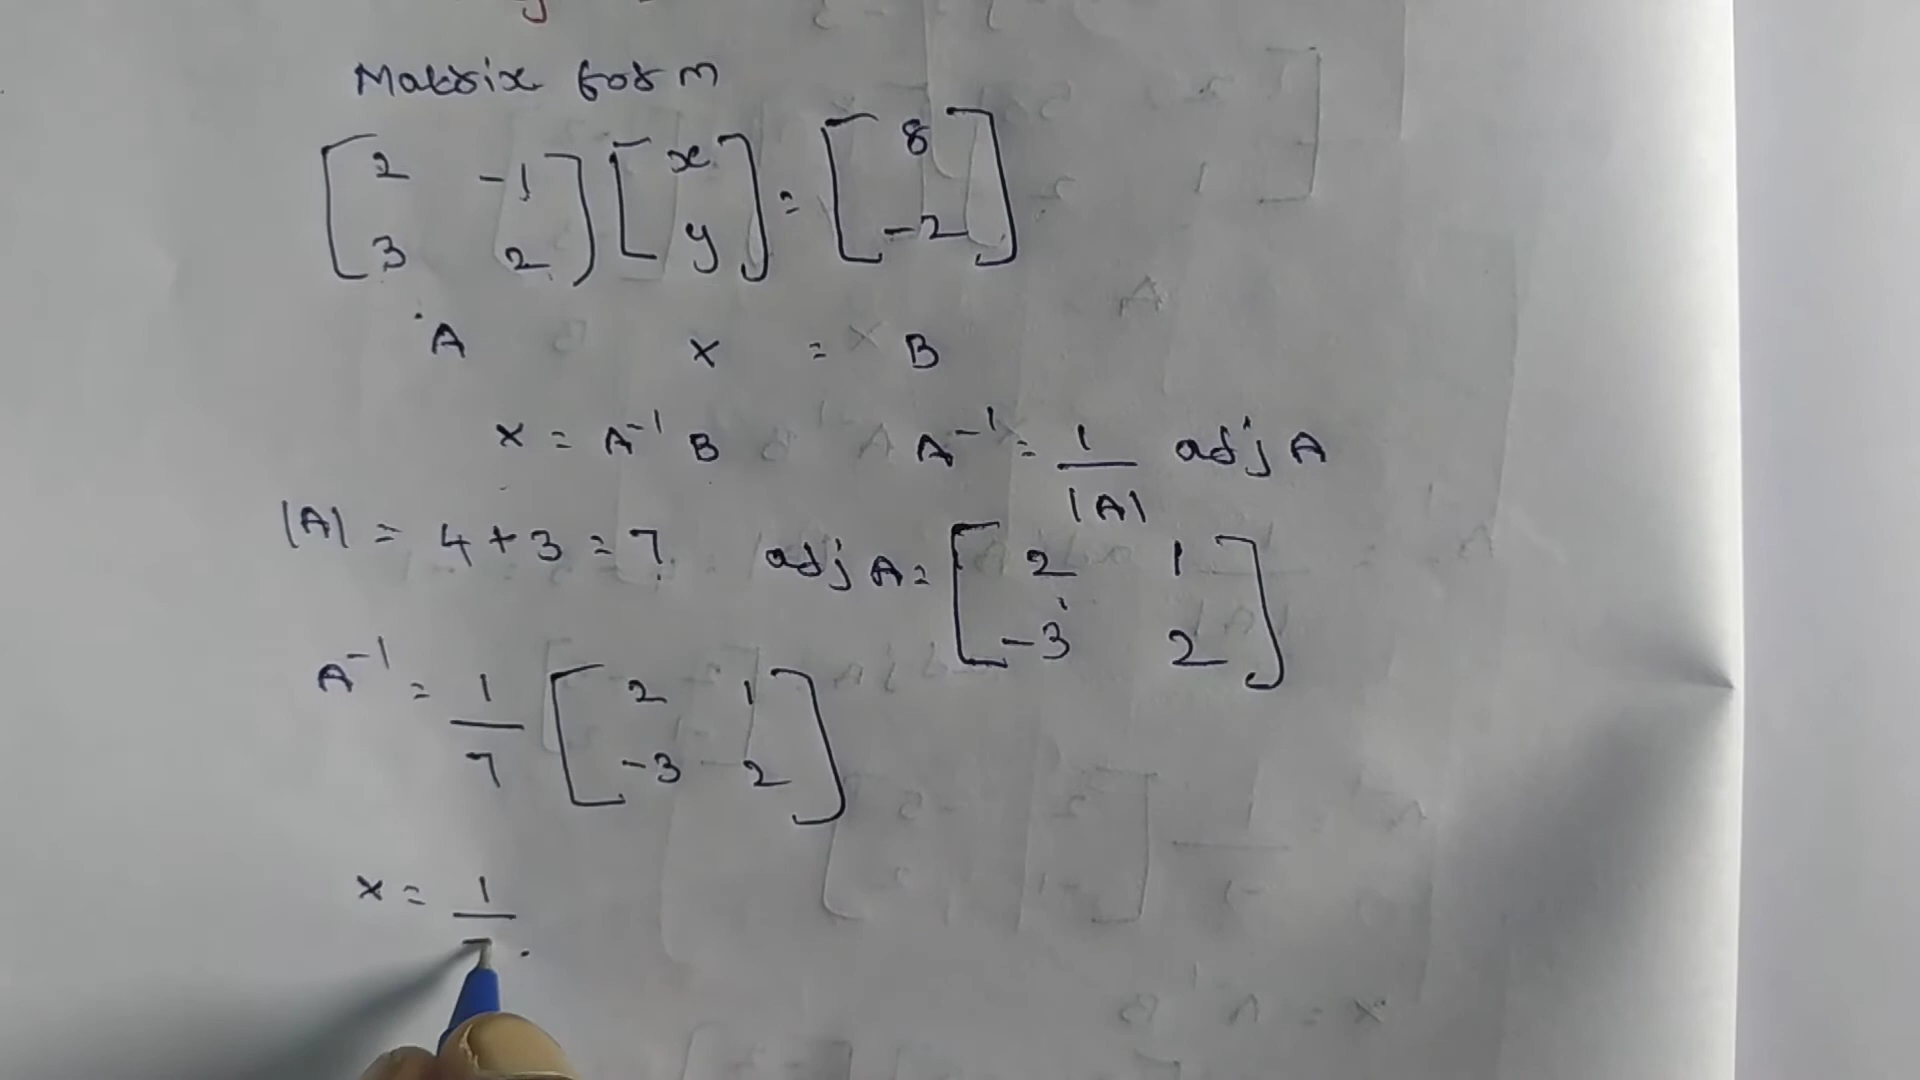 Matrix form
[2 -1; 3 2] [x; y] = [8; -2]
A X = B
X = A⁻¹ B A⁻¹ = 1/|A| adj A
|A| = 4 + 3 = 7 adj A = [2 1; -3 2]
A⁻¹ = 1/7 [2 1; -3 2]
X = 1/